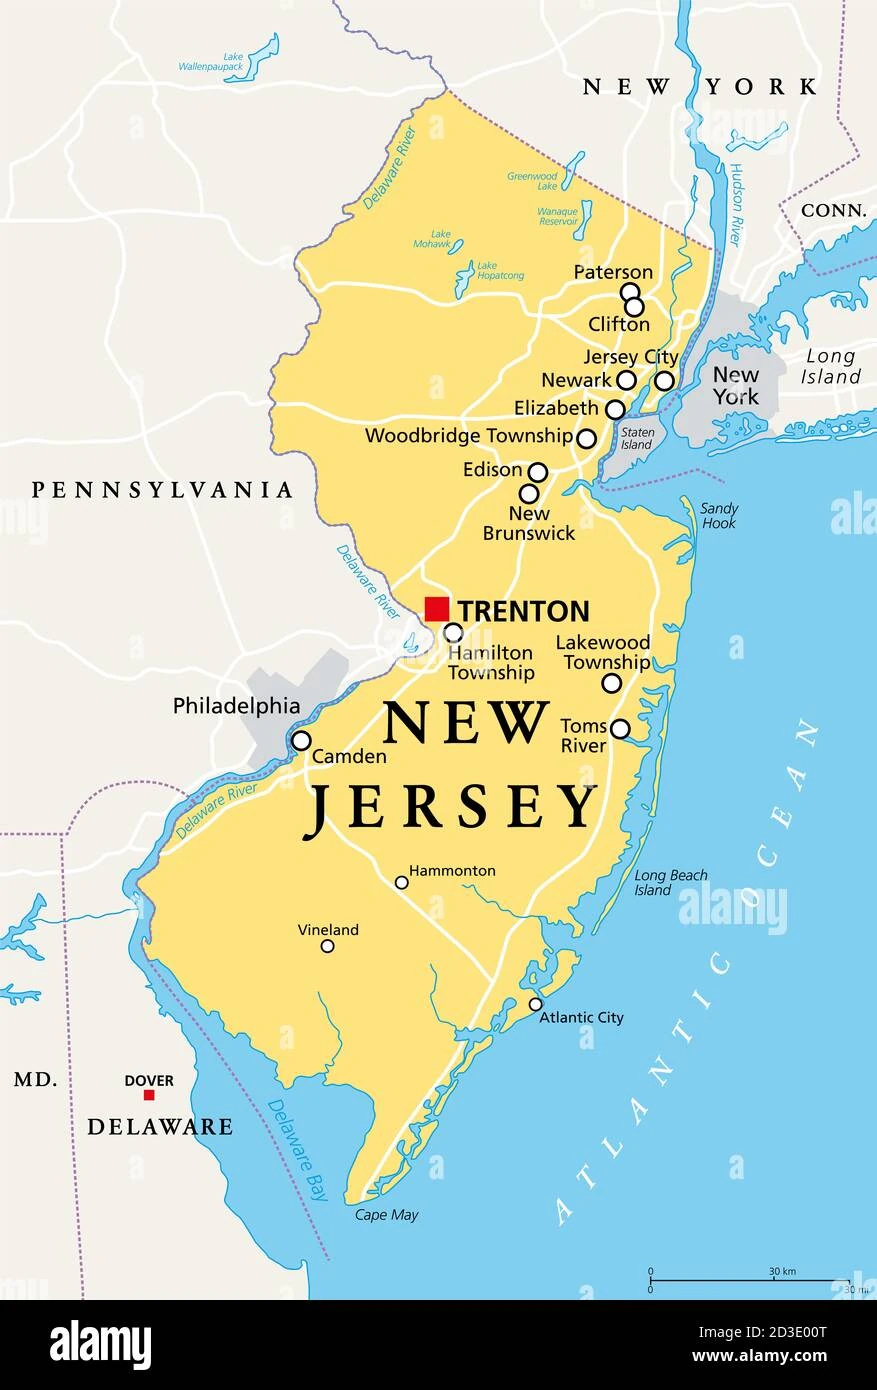 Lake
Wallenpaupack
NEW YORK
Delaware River
Greenwood
Lake
Hudson River
CONN.
Wanaque
Reservoir
Lake
Mohawk
Lake
Hopatcong
Paterson
Clifton
Jersey City
Long
Island
Newark
New
York
Elizabeth
Woodbridge Township
Staten
Island
Edison
PENNSYLVANIA
New
Brunswick
Sandy
Hook
Delaware River
TRENTON
Hamilton
Township
Lakewood
Township
Philadelphia
NEW
JERSEY
Toms
River
Camden
Delaware River
Hammonton
Long Beach
Island
Vineland
ATLANTIC OCEAN
Atlantic City
MD.
DOVER
DELAWARE
Delaware Bay
Cape May
0
30 km
0
30 mi
a
alamy
alamy
Image ID: 2D3E00T
www.alamy.com